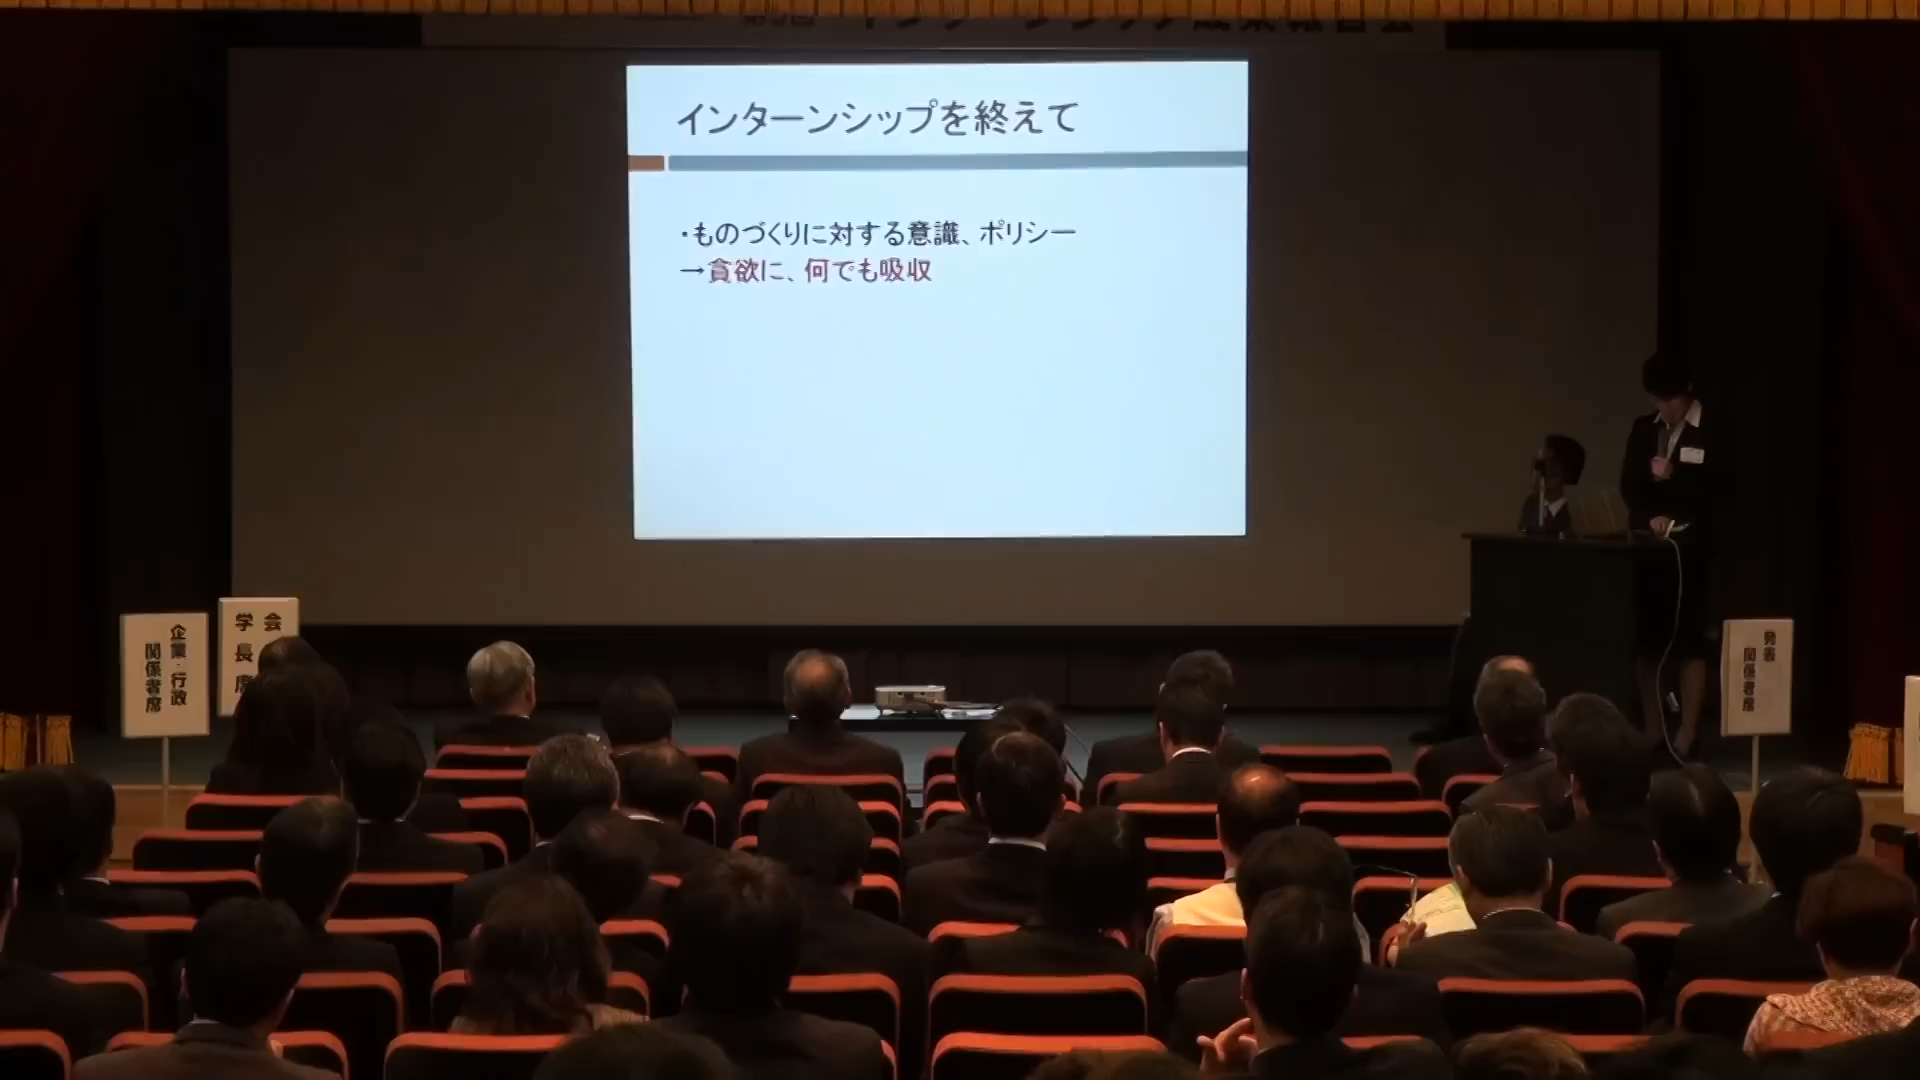 インターンシップを終えて
・ものづくりに対する意識、ポリシー
→貪欲に、何でも吸収
企業・行政
関係者席
会
学長席
発表
関係者席